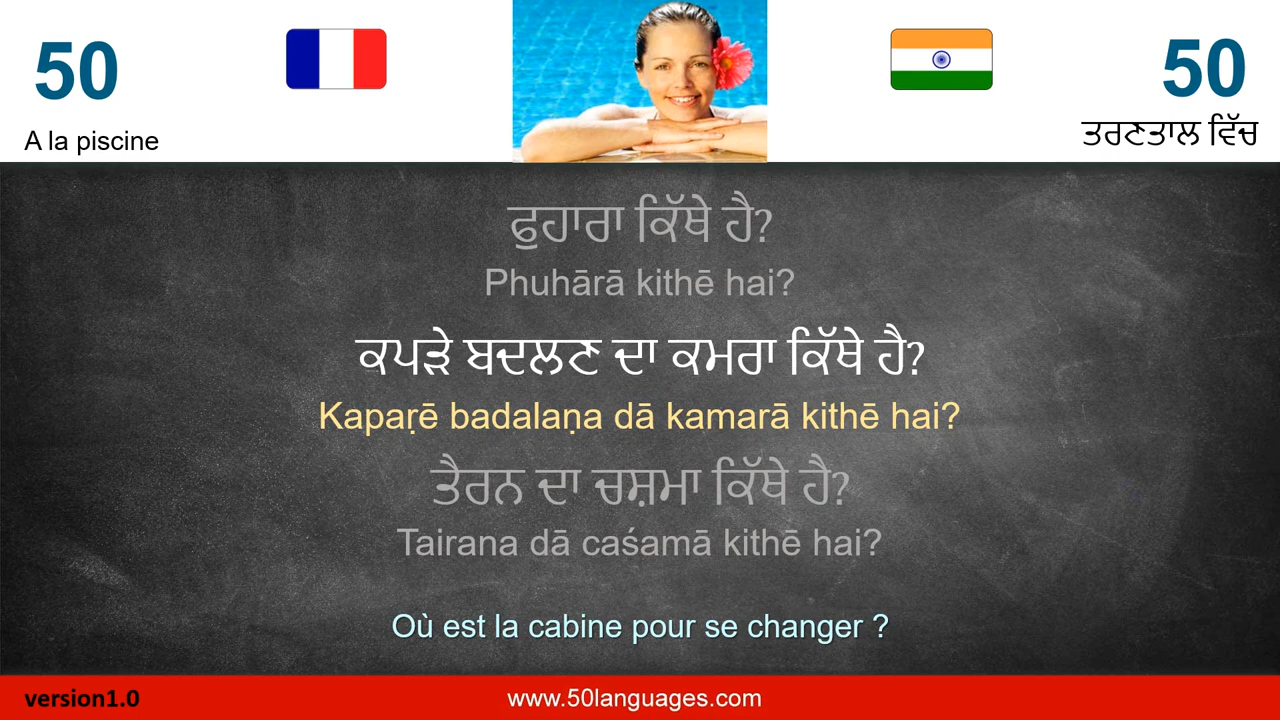 50
50
A la piscine
ਤਰਣਤਾਲ ਵਿੱਚ
ਫੁਹਾਰਾ ਕਿੱਥੇ ਹੈ?
Phuhārā kithē hai?
ਕਪੜੇ ਬਦਲਣ ਦਾ ਕਮਰਾ ਕਿੱਥੇ ਹੈ?
Kapaṛē badalaṇa dā kamarā kithē hai?
ਤੈਰਨ ਦਾ ਚਸ਼ਮਾ ਕਿੱਥੇ ਹੈ?
Tairana dā caśamā kithē hai?
Où est la cabine pour se changer ?
version1.0
www.50languages.com